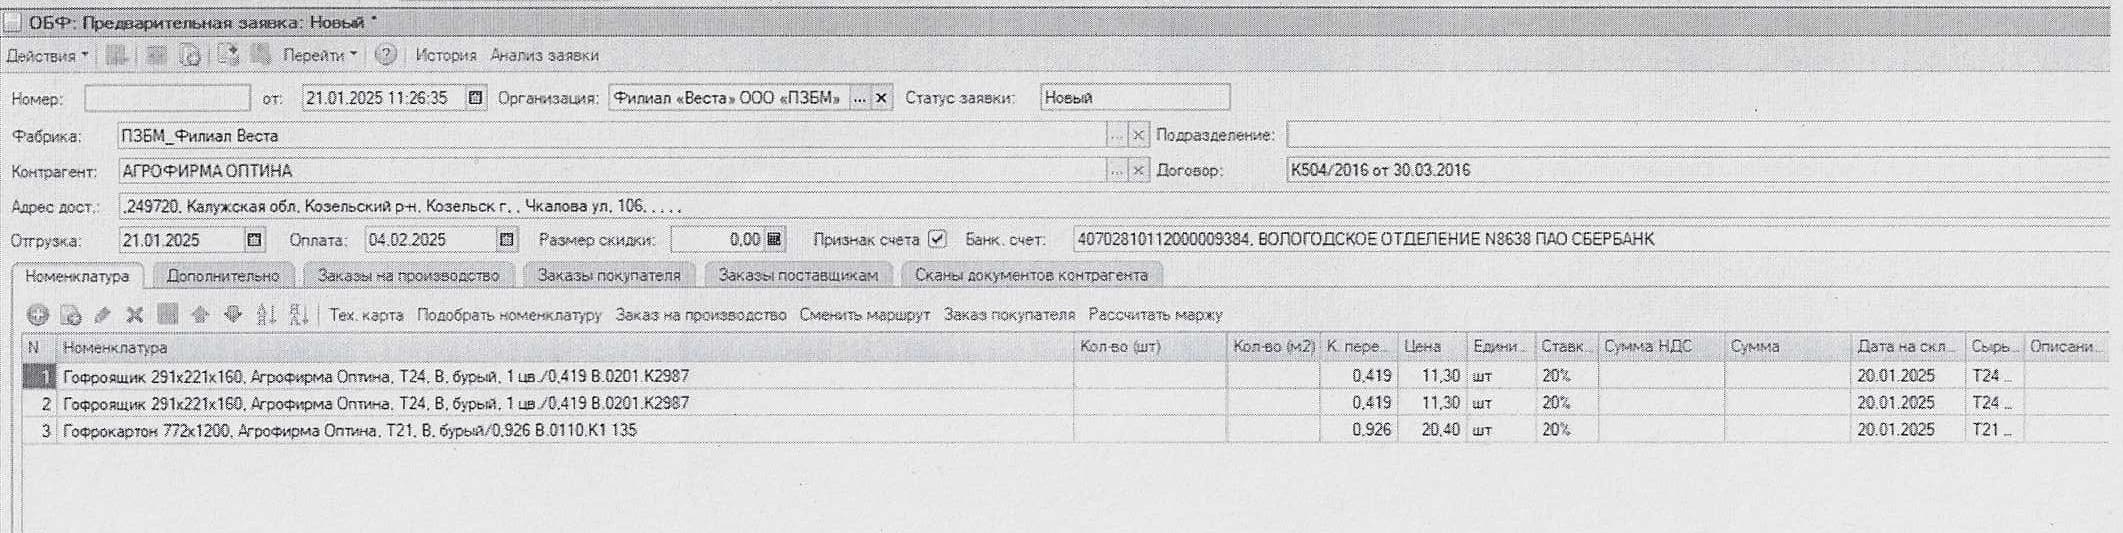 ОБФ: Предварительная заявка: Новый *
Действия Перейти ? История Анализ заявки
Номер: от: 21.01.2025 11:26:35 Организация: Филиал «Веста» ООО «ПЗБМ» ... × Статус заявки: Новый
Фабрика: ПЗБМ_Филиал Веста ... × Подразделение:
Контрагент: АГРОФИРМА ОПТИНА ... × Договор: К504/2016 от 30.03.2016
Адрес дост.: ,249720, Калужская обл, Козельский р-н, Козельск г, , Чкалова ул, 106, , , , ,
Отгрузка: 21.01.2025 Оплата: 04.02.2025 Размер скидки: 0,00 Признак счета Банк. счет: 40702810112000009384, ВОЛОГОДСКОЕ ОТДЕЛЕНИЕ N8638 ПАО СБЕРБАНК
Номенклатура Дополнительно Заказы на производство Заказы покупателя Заказы поставщикам Сканы документов контрагента
Тех. карта Подобрать номенклатуру Заказ на производство Сменить маршрут Заказ покупателя Рассчитать маржу
N Номенклатура Кол-во (шт) Кол-во (м2) К. пере... Цена Едини... Ставк... Сумма НДС Сумма Дата на скл... Сырь... Описани...
1 Гофроящик 291х221х160, Агрофирма Оптина, Т24, В, бурый, 1 цв./0,419 В.0201.К2987 0,419 11,30 шт 20% 20.01.2025 Т24 ...
2 Гофроящик 291х221х160, Агрофирма Оптина, Т24, В, бурый, 1 цв./0,419 В.0201.К2987 0,419 11,30 шт 20% 20.01.2025 Т24 ...
3 Гофрокартон 772х1200, Агрофирма Оптина, Т21, В, бурый/0,926 В.0110.К1 135 0,926 20,40 шт 20% 20.01.2025 Т21 ...